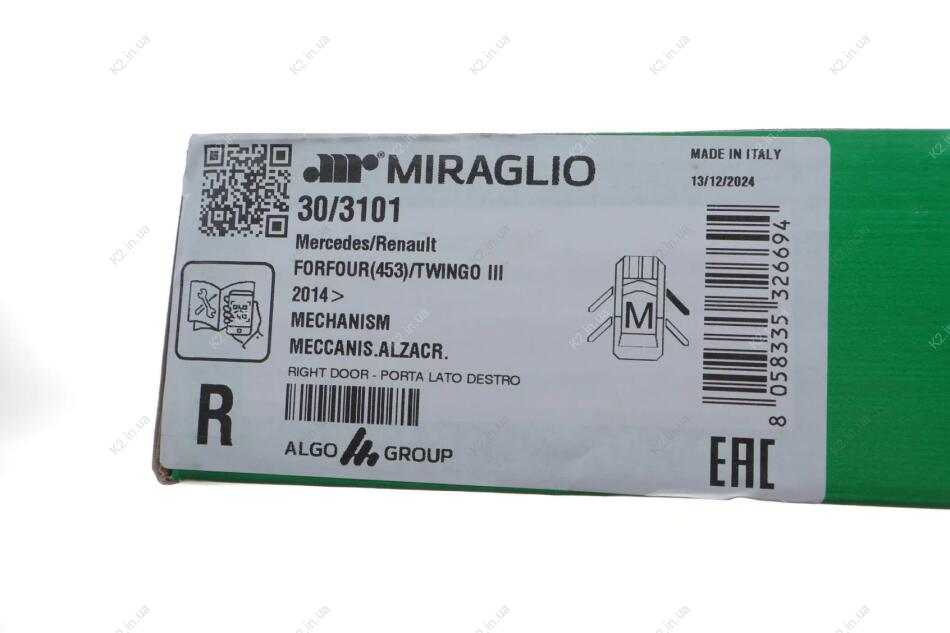 MIRAGLIO
30/3101
Mercedes/Renault
FORFOUR(453)/TWINGO III
2014>
MECHANISM
MECCANIS.ALZACR.
RIGHT DOOR - PORTA LATO DESTRO
R
ALGO GROUP
MADE IN ITALY
13/12/2024
M
8 058335 326694
EAC
K2.in.ua